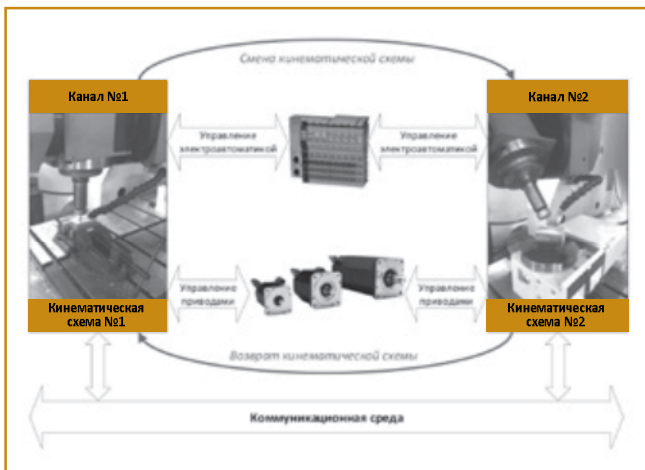 Смена кинематической схемы
Канал №1
Канал №2
Управление
электроавтоматикой
Управление
электроавтоматикой
Управление
приводами
Управление
приводами
Кинематическая
схема №1
Кинематическая
схема №2
Возврат кинематической схемы
Коммуникационная среда